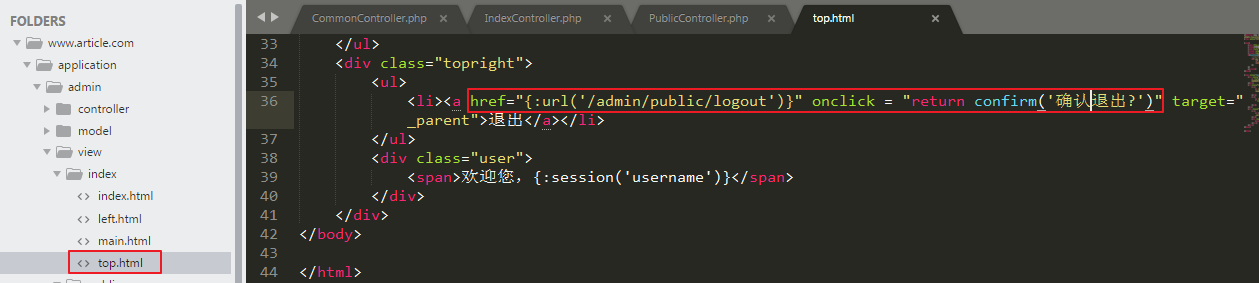 FOLDERS
www.article.com
application
admin
controller
model
view
index
index.html
left.html
main.html
top.html
CommonController.php × IndexController.php × PublicController.php × top.html ×
33 </ul>
34 <div class="topright">
35 <ul>
36 <li><a href="{:url('/admin/public/logout')}" onclick = "return confirm('确认退出?')" target="
_parent">退出</a></li>
37 </ul>
38 <div class="user">
39 <span>欢迎您，{:session('username')}</span>
40 </div>
41 </div>
42 </body>
43
44 </html>